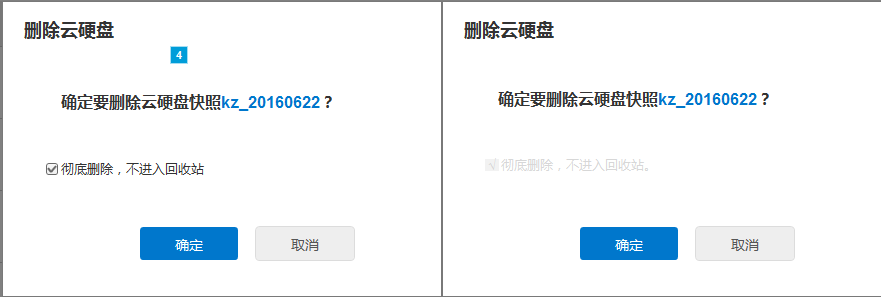 删除云硬盘
4
确定要删除云硬盘快照kz_20160622？
彻底删除，不进入回收站
确定
取消
删除云硬盘
确定要删除云硬盘快照kz_20160622？
彻底删除，不进入回收站。
确定
取消